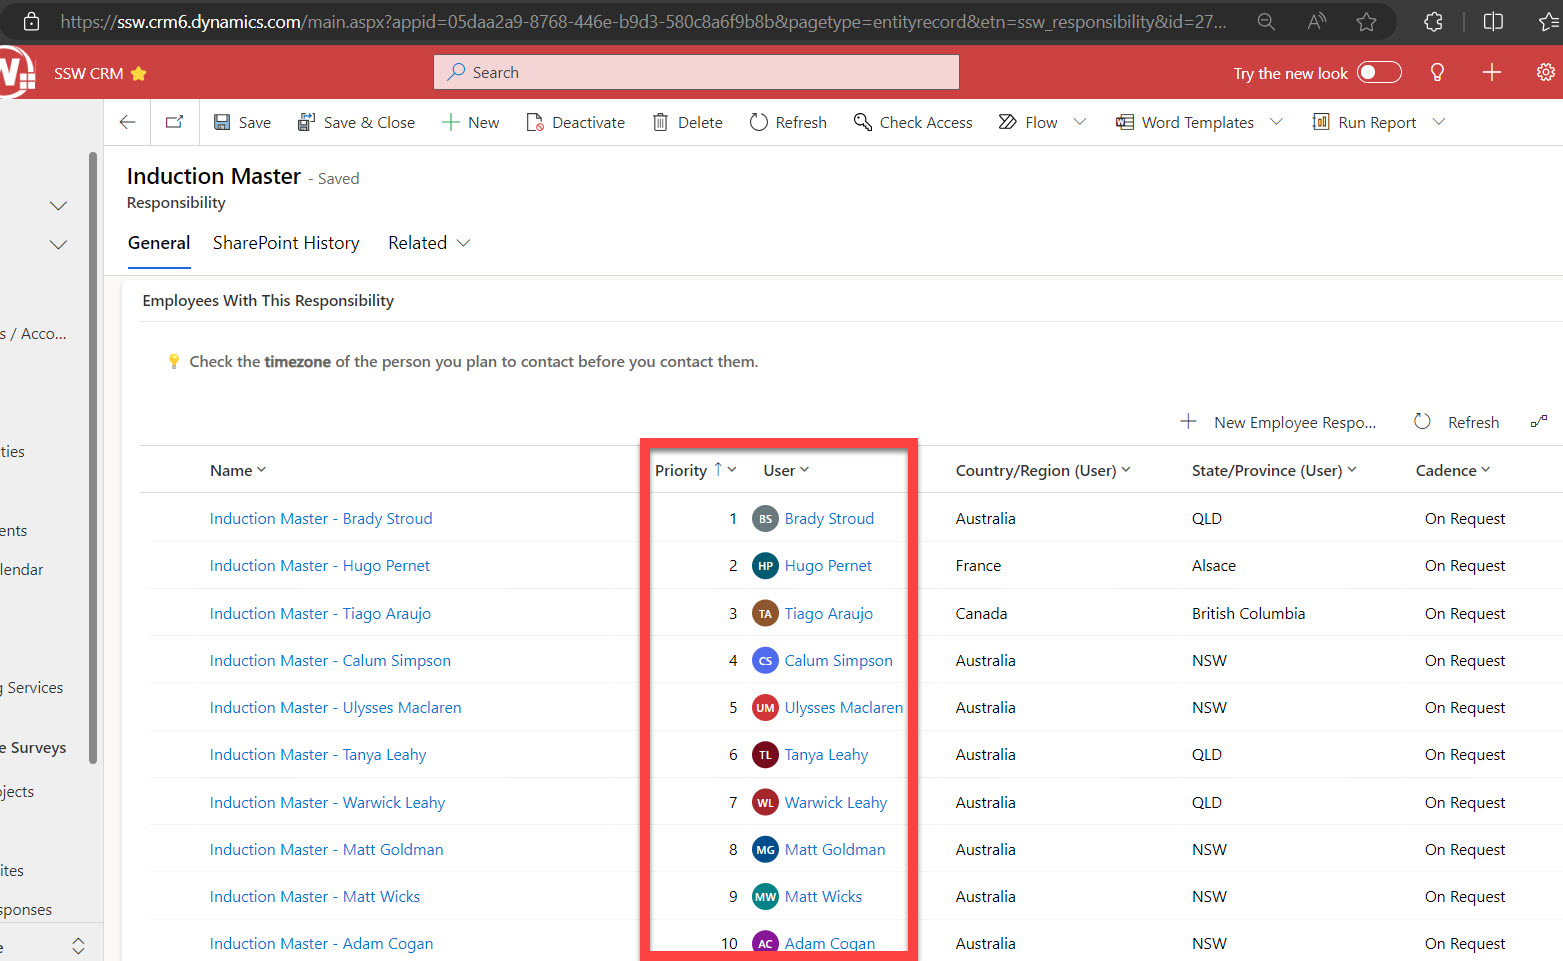 https://ssw.crm6.dynamics.com/main.aspx?appid=05daa2a9-8768-446e-b9d3-580c8a6f9b8b&pagetype=entityrecord&etn=ssw_responsibility&id=27...
SSW CRM
Search
Try the new look
Save
Save & Close
New
Deactivate
Delete
Refresh
Check Access
Flow
Word Templates
Run Report
Induction Master - Saved
Responsibility
General
SharePoint History
Related
s / Acco...
ties
ents
lendar
g Services
e Surveys
jects
ites
sponses
e
Employees With This Responsibility
Check the timezone of the person you plan to contact before you contact them.
New Employee Respo...
Refresh
Name Priority User Country/Region (User) State/Province (User) Cadence
Induction Master - Brady Stroud 1 BS Brady Stroud Australia QLD On Request
Induction Master - Hugo Pernet 2 HP Hugo Pernet France Alsace On Request
Induction Master - Tiago Araujo 3 TA Tiago Araujo Canada British Columbia On Request
Induction Master - Calum Simpson 4 CS Calum Simpson Australia NSW On Request
Induction Master - Ulysses Maclaren 5 UM Ulysses Maclaren Australia NSW On Request
Induction Master - Tanya Leahy 6 TL Tanya Leahy Australia QLD On Request
Induction Master - Warwick Leahy 7 WL Warwick Leahy Australia QLD On Request
Induction Master - Matt Goldman 8 MG Matt Goldman Australia NSW On Request
Induction Master - Matt Wicks 9 MW Matt Wicks Australia NSW On Request
Induction Master - Adam Cogan 10 AC Adam Cogan Australia NSW On Request